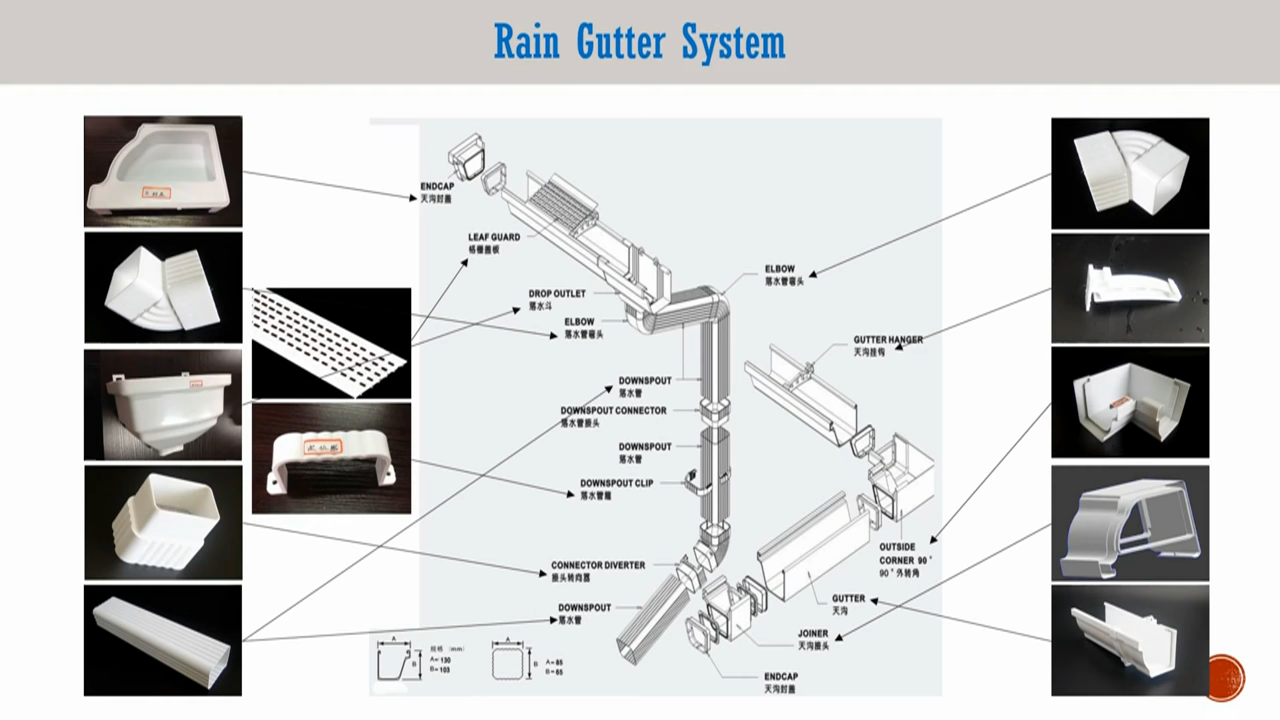 Rain Gutter System
ENDCAP
天沟封盖
LEAF GUARD
格栅盖板
DROP OUTLET
落水斗
ELBOW
落水管弯头
ELBOW
落水管弯头
GUTTER HANGER
天沟挂钩
DOWNSPOUT
落水管
DOWNSPOUT CONNECTOR
落水管接头
DOWNSPOUT
落水管
DOWNSPOUT CLIP
落水管箍
OUTSIDE
CORNER 90°
90°外转角
CONNECTOR DIVERTER
接头转向器
DOWNSPOUT
落水管
GUTTER
天沟
JOINER
天沟接头
ENDCAP
天沟封盖
A
B
规格 (mm)
A=130
B=103
A
B
A=85
B=65